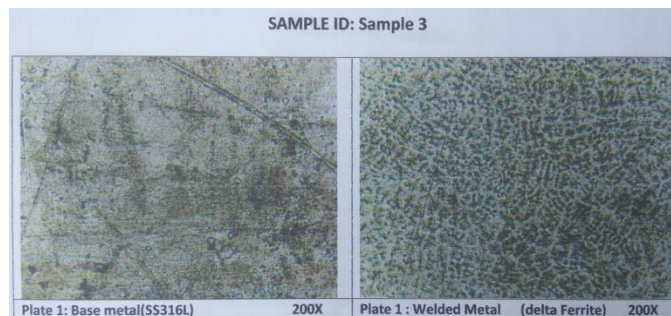 SAMPLE ID: Sample 3
Plate 1: Base metal(SS316L) 200X
Plate 1 : Welded Metal (delta Ferrite) 200X